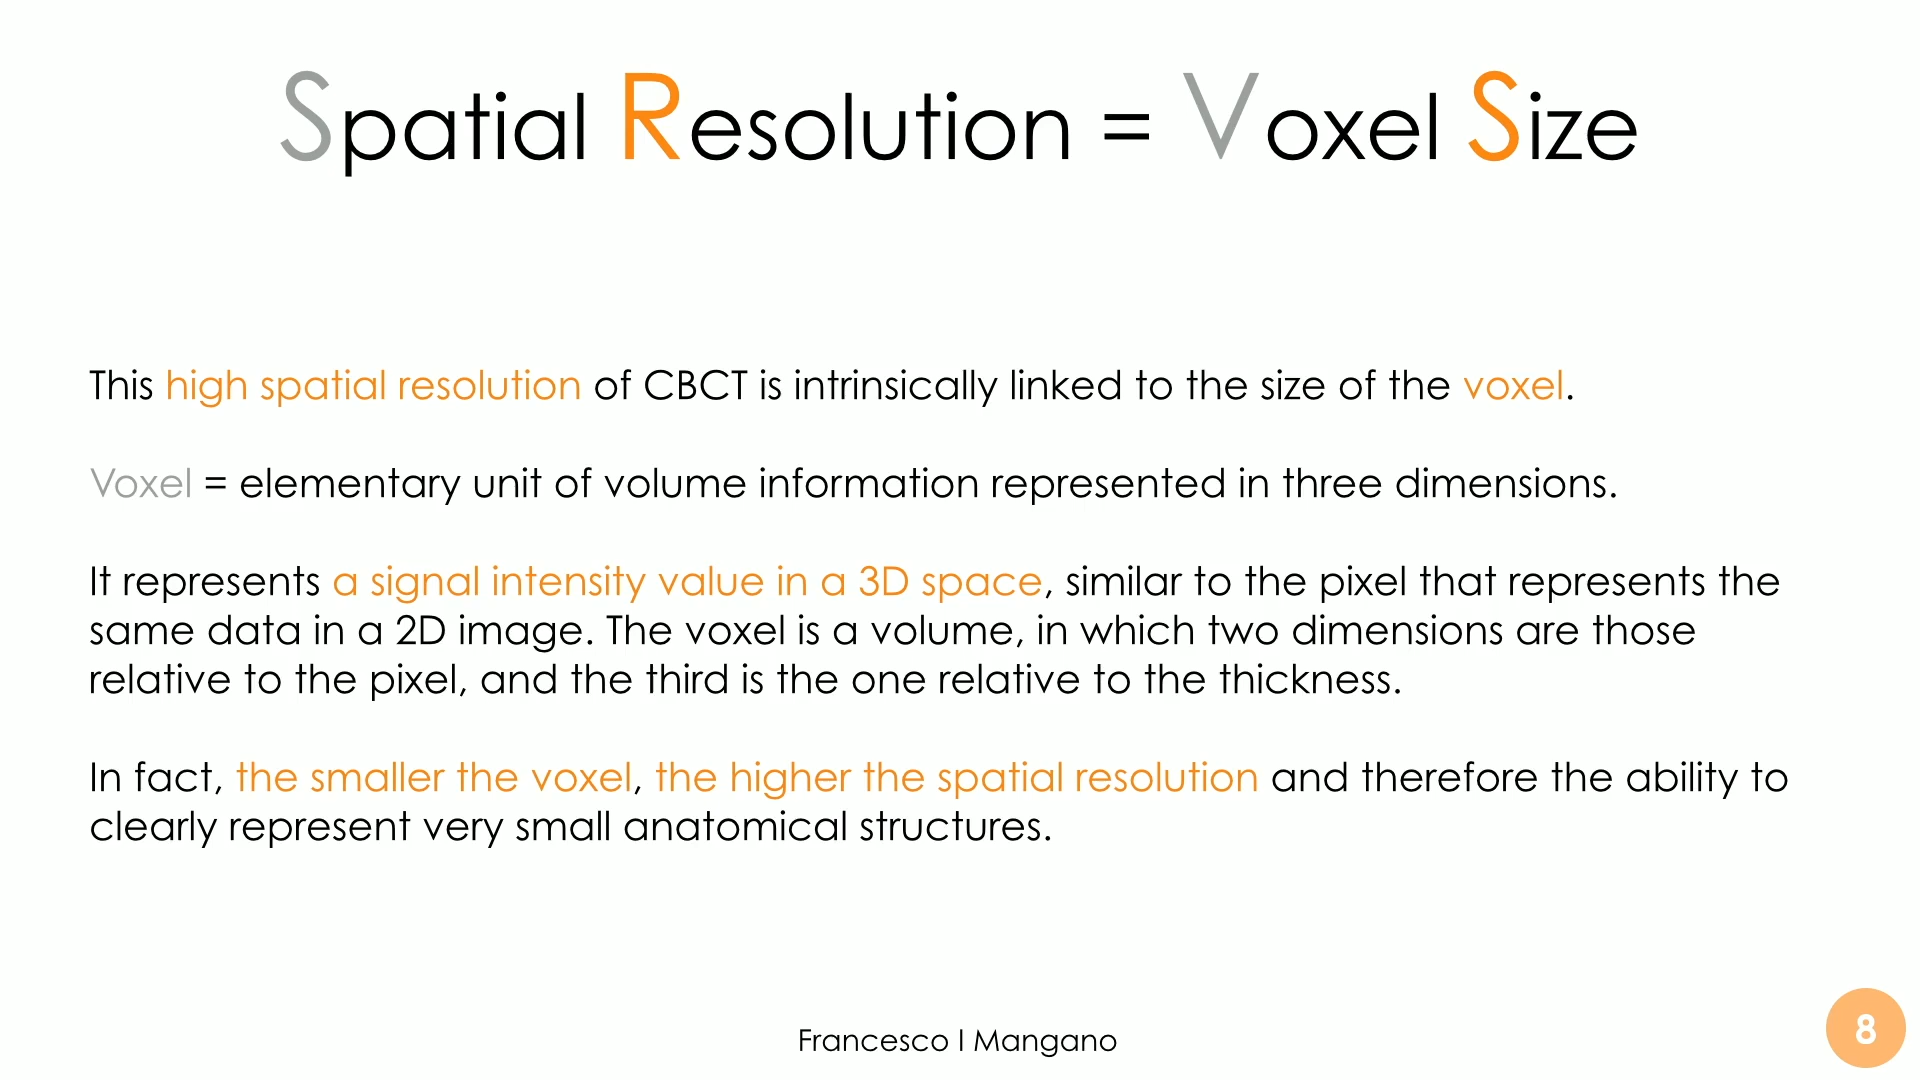 Spatial Resolution = Voxel Size
This high spatial resolution of CBCT is intrinsically linked to the size of the voxel.
Voxel = elementary unit of volume information represented in three dimensions.
It represents a signal intensity value in a 3D space, similar to the pixel that represents the
same data in a 2D image. The voxel is a volume, in which two dimensions are those
relative to the pixel, and the third is the one relative to the thickness.
In fact, the smaller the voxel, the higher the spatial resolution and therefore the ability to
clearly represent very small anatomical structures.
Francesco I Mangano
8